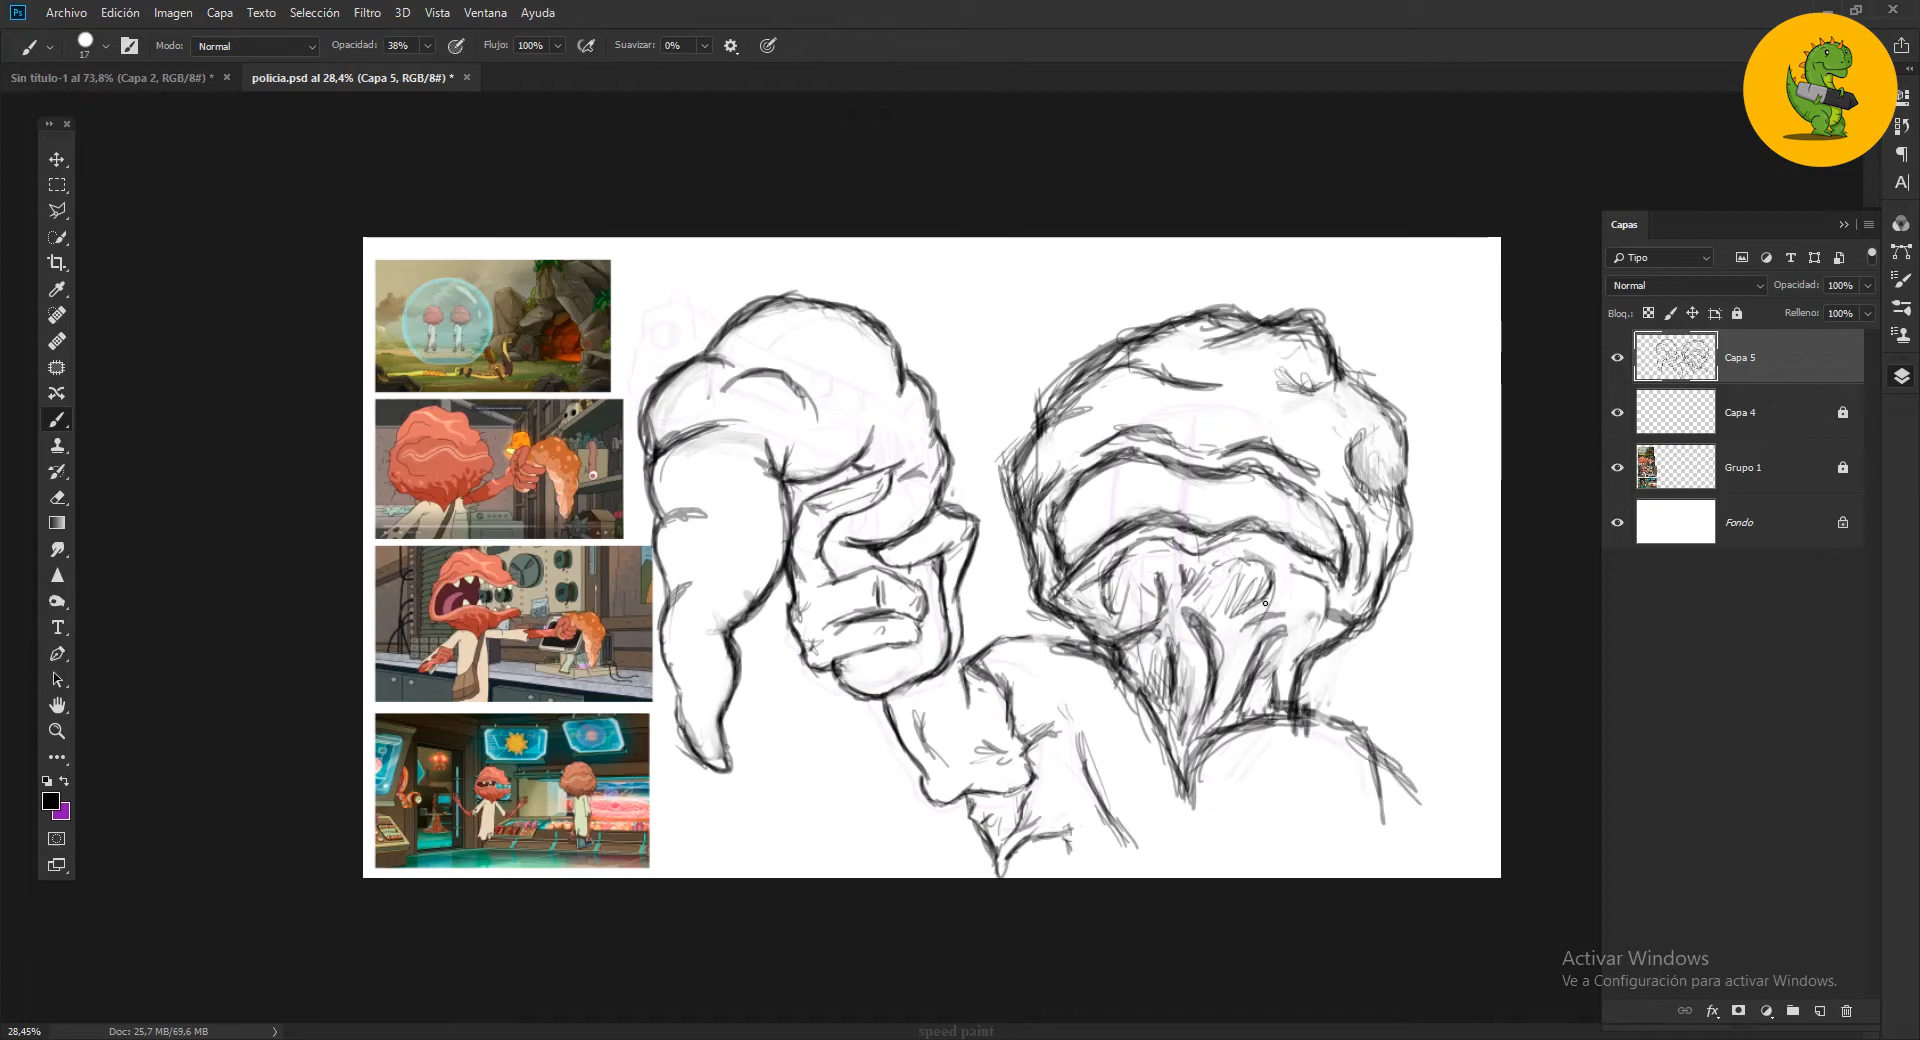 Ps Archivo Edición Imagen Capa Texto Selección Filtro 3D Vista Ventana Ayuda
17 Modo: Normal Opacidad: 38% Flujo: 100% Suavizar: 0%
Sin título-1 al 73,8% (Capa 2, RGB/8#) * policia.psd al 28,4% (Capa 5, RGB/8#) *
Capas
Tipo
Normal Opacidad: 100%
Bloq.: Relleno: 100%
Capa 5
Capa 4
Grupo 1
Fondo
Activar Windows
Ve a Configuración para activar Windows.
28,45% Doc: 25,7 MB/69,6 MB
speed paint